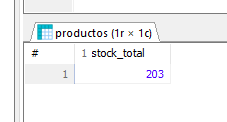 productos (1r × 1c)
# 1 stock_total
1 203